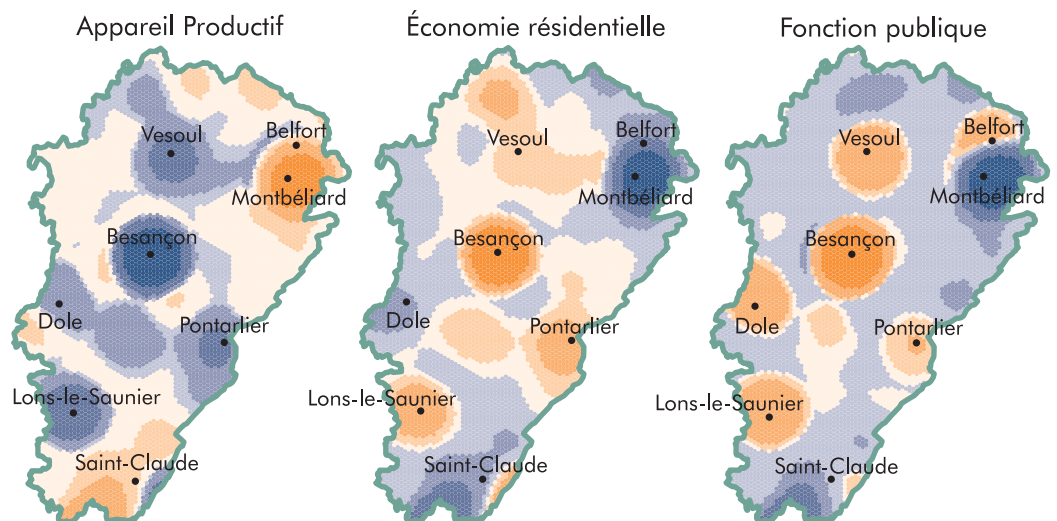 Appareil Productif
Vesoul
Belfort
Montbéliard
Besançon
Dole
Pontarlier
Lons-le-Saunier
Saint-Claude
Économie résidentielle
Vesoul
Belfort
Montbéliard
Besançon
Dole
Pontarlier
Lons-le-Saunier
Saint-Claude
Fonction publique
Vesoul
Belfort
Montbéliard
Besançon
Dole
Pontarlier
Lons-le-Saunier
Saint-Claude